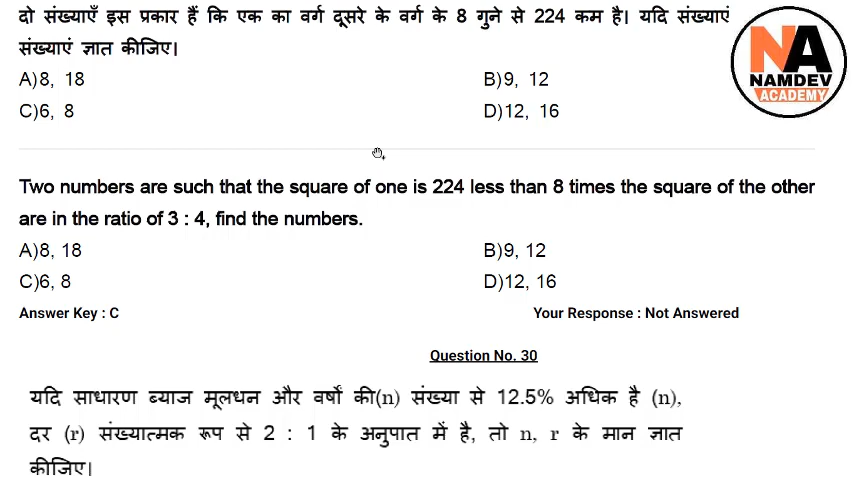 दो संख्याएँ इस प्रकार हैं कि एक का वर्ग दूसरे के वर्ग के 8 गुने से 224 कम है। यदि संख्याएं
संख्याएं ज्ञात कीजिए।
A)8, 18 B)9, 12
C)6, 8 D)12, 16
NA
NAMDEV
ACADEMY
Two numbers are such that the square of one is 224 less than 8 times the square of the other
are in the ratio of 3 : 4, find the numbers.
A)8, 18 B)9, 12
C)6, 8 D)12, 16
Answer Key : C Your Response : Not Answered
Question No. 30
यदि साधारण ब्याज मूलधन और वर्षों की(n) संख्या से 12.5% अधिक है (n),
दर (r) संख्यात्मक रूप से 2 : 1 के अनुपात में है, तो n, r के मान ज्ञात
कीजिए।